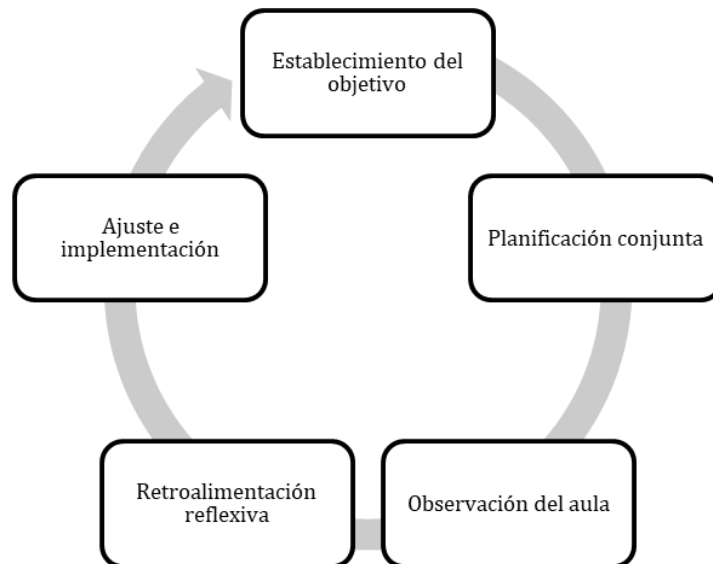 Establecimiento del
objetivo
Planificación conjunta
Observación del aula
Retroalimentación
reflexiva
Ajuste e
implementación